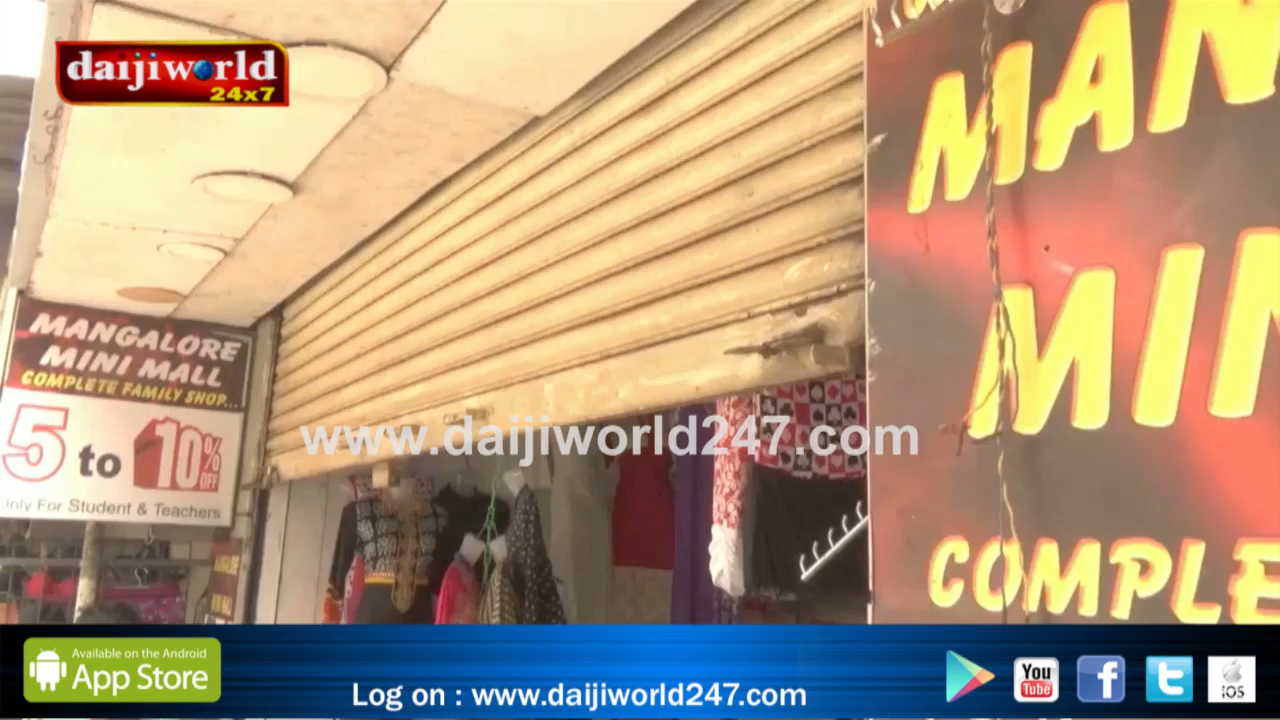 daijiworld
24x7
MAN
MIN
COMPLE
MANGALORE
MINI MALL
COMPLETE FAMILY SHOP...
5 to 10% OFF
Only For Student & Teachers
www.daijiworld247.com
Available on the Android
App Store
Log on : www.daijiworld247.com
You
Tube
f
t
iOS